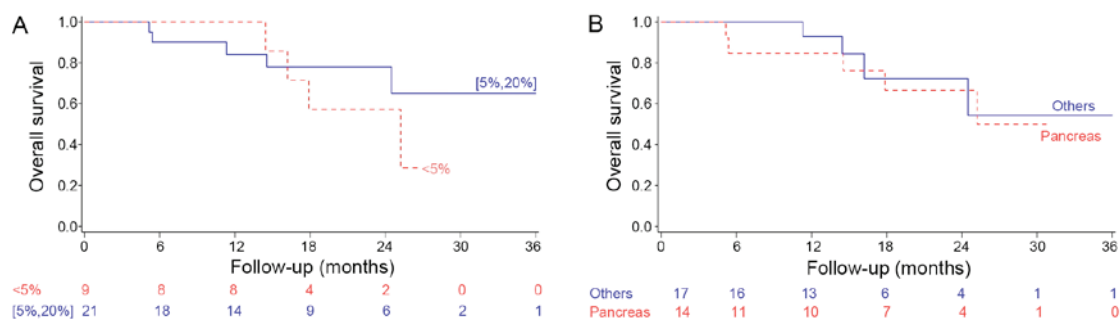 A
Overall survival
1.0
0.8
0.6
0.4
0.2
0.0
[5%,20%]
<5%
0 6 12 18 24 30 36
Follow-up (months)
<5% 9 8 8 4 2 0 0
[5%,20%] 21 18 14 9 6 2 1
B
Overall survival
1.0
0.8
0.6
0.4
0.2
0.0
Others
Pancreas
0 6 12 18 24 30 36
Follow-up (months)
Others 17 16 13 6 4 1 1
Pancreas 14 11 10 7 4 1 0